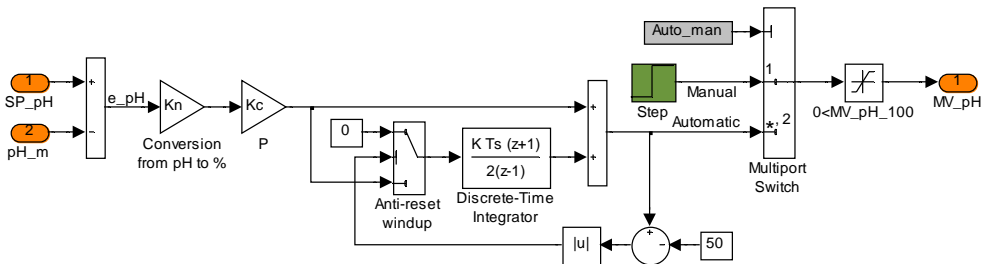 Auto_man
1
SP_pH
+
-
e_pH
Kn
Kc
Conversion
from pH to %
P
2
pH_m
0
Anti-reset
windup
K Ts (z+1)
2(z-1)
Discrete-Time
Integrator
+
+
Step
Manual
1
Automatic
*, 2
Multiport
Switch
0<MV_pH_100
1
MV_pH
|u|
+
-
50